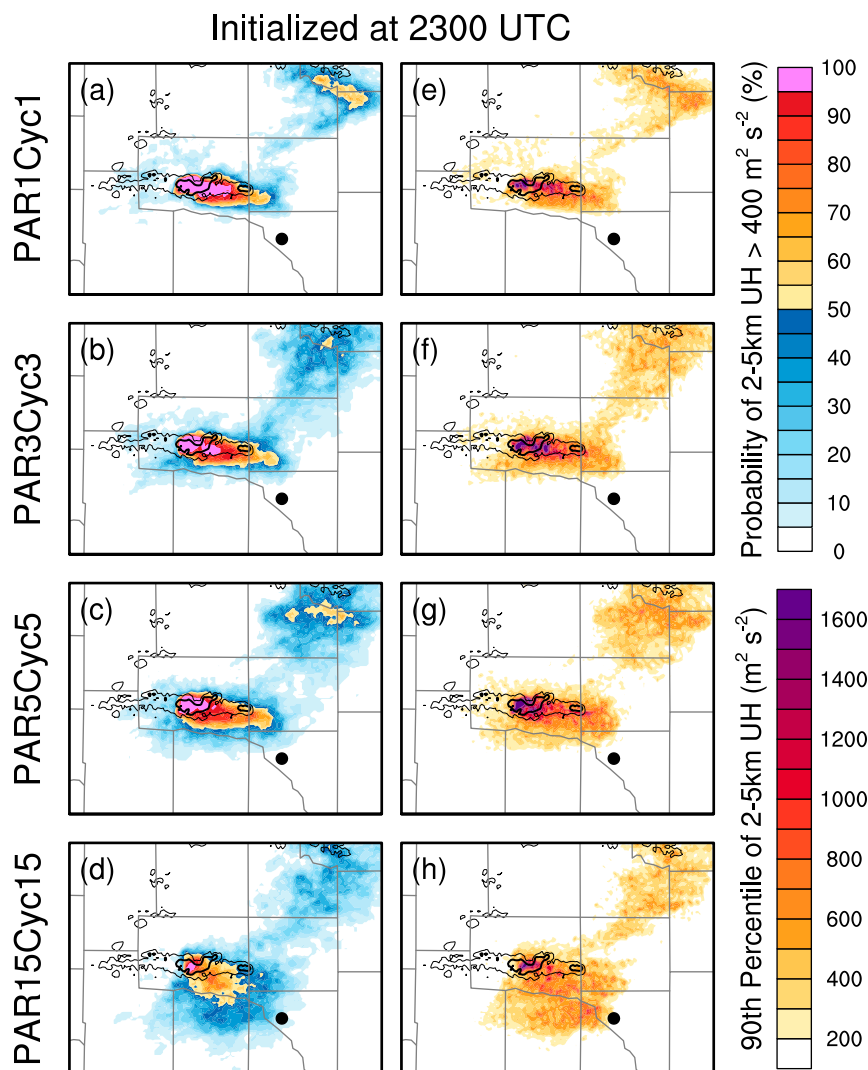 Initialized at 2300 UTC
PAR1Cyc1
(a)
(e)
PAR3Cyc3
(b)
(f)
PAR5Cyc5
(c)
(g)
PAR15Cyc15
(d)
(h)
Probability of 2-5km UH > 400 m² s⁻² (%)
100
90
80
70
60
50
40
30
20
10
0
90th Percentile of 2-5km UH (m² s⁻²)
1600
1400
1200
1000
800
600
400
200